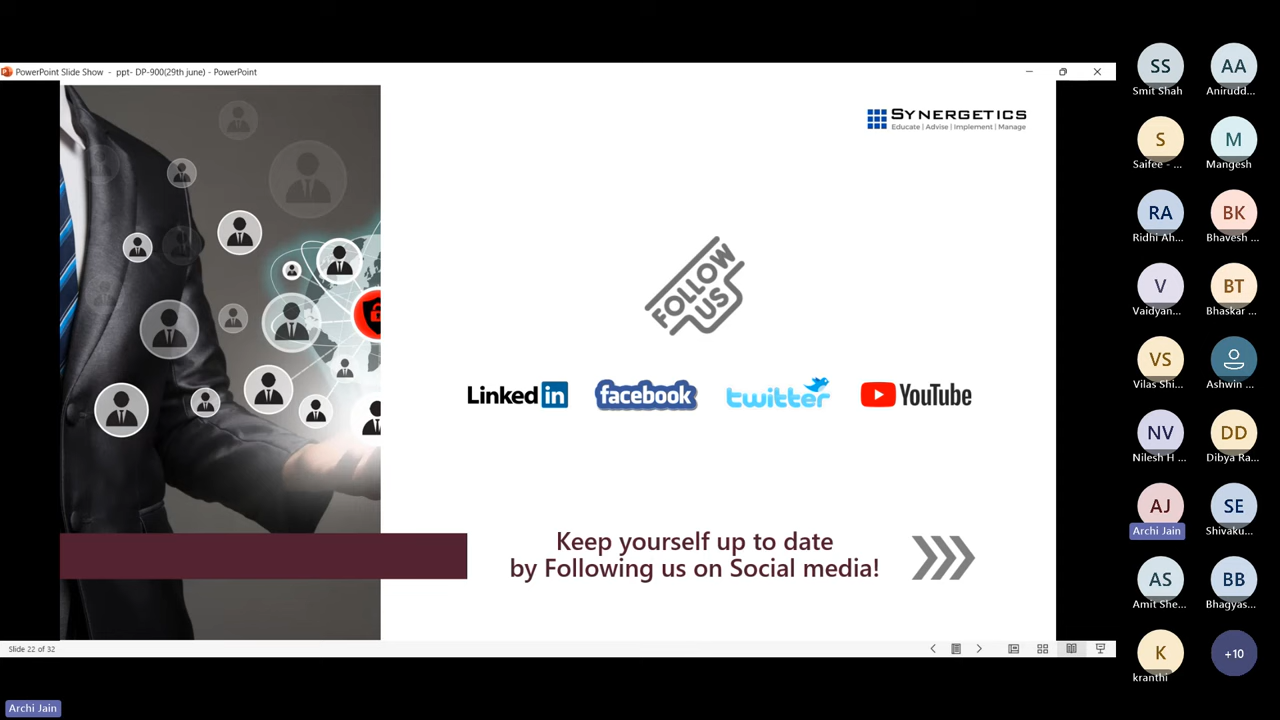 PowerPoint Slide Show - ppt- DP-900(29th june) - PowerPoint
SYNERGETICS
Educate | Advise | Implement | Manage
FOLLOW
US
Linkedin
facebook
twitter
YouTube
Keep yourself up to date
by Following us on Social media!
Slide 22 of 32
Archi Jain
SS
Smit Shah
AA
Anirudd...
S
Saifee - ...
M
Mangesh
RA
Ridhi Ah...
BK
Bhavesh ...
V
Vaidyan...
BT
Bhaskar ...
VS
Vilas Shi...
Ashwin ...
NV
Nilesh H ...
DD
Dibya Ra...
AJ
Archi Jain
SE
Shivaku...
AS
Amit She...
BB
Bhagyas...
K
kranthi
+10